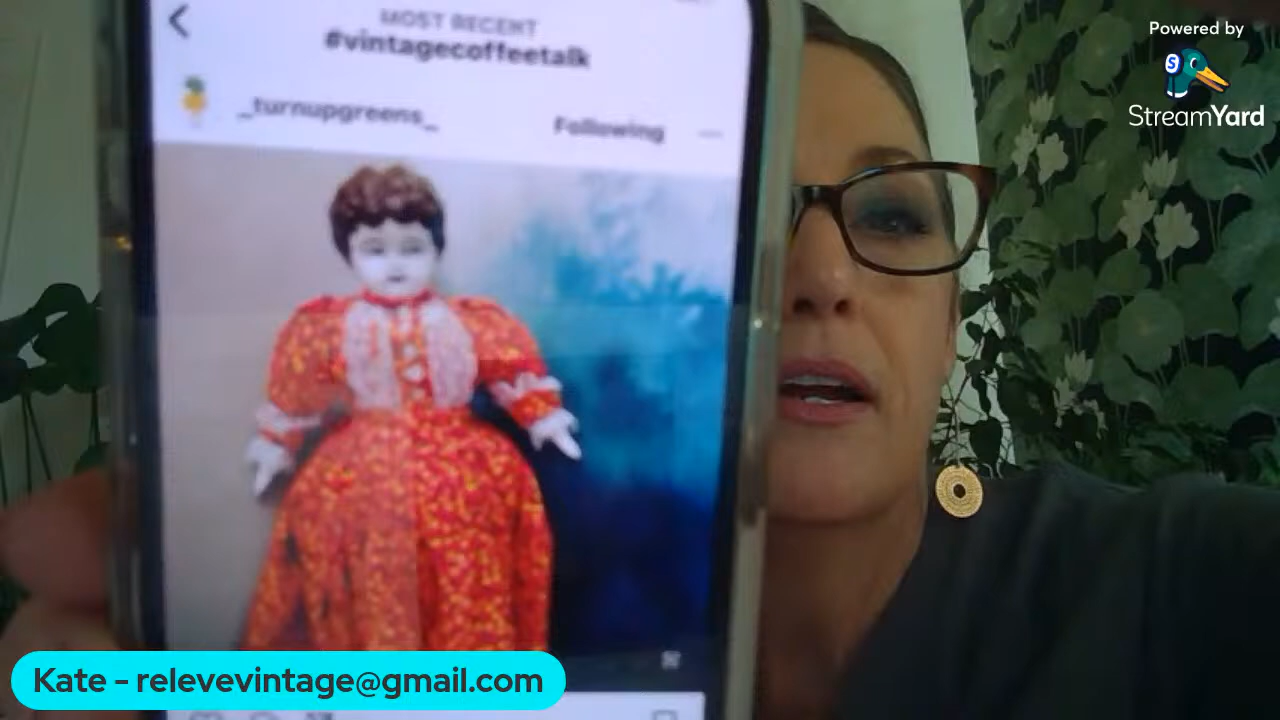 MOST RECENT
#vintagecoffeetalk
_turnupgreens_
Following
Powered by
StreamYard
Kate - relevevintage@gmail.com